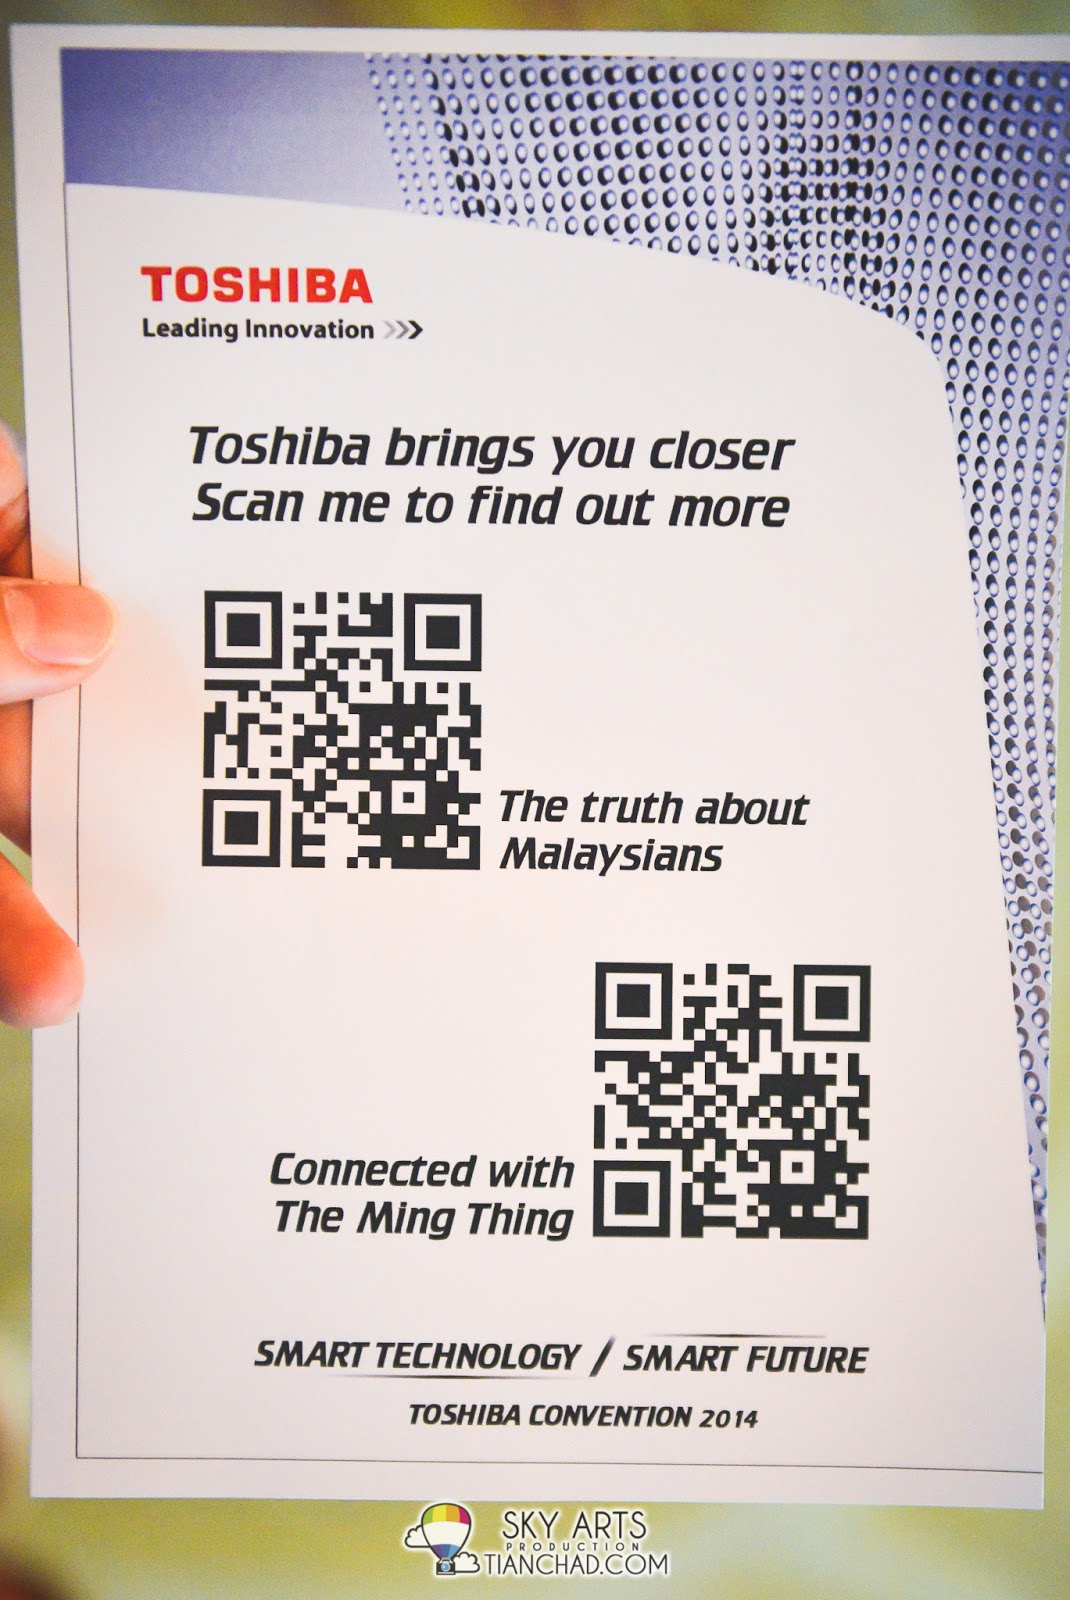 TOSHIBA
Leading Innovation >>>
Toshiba brings you closer
Scan me to find out more
The truth about
Malaysians
Connected with
The Ming Thing
SMART TECHNOLOGY / SMART FUTURE
TOSHIBA CONVENTION 2014
SKY ARTS
PRODUCTION
TIANCHAD.COM